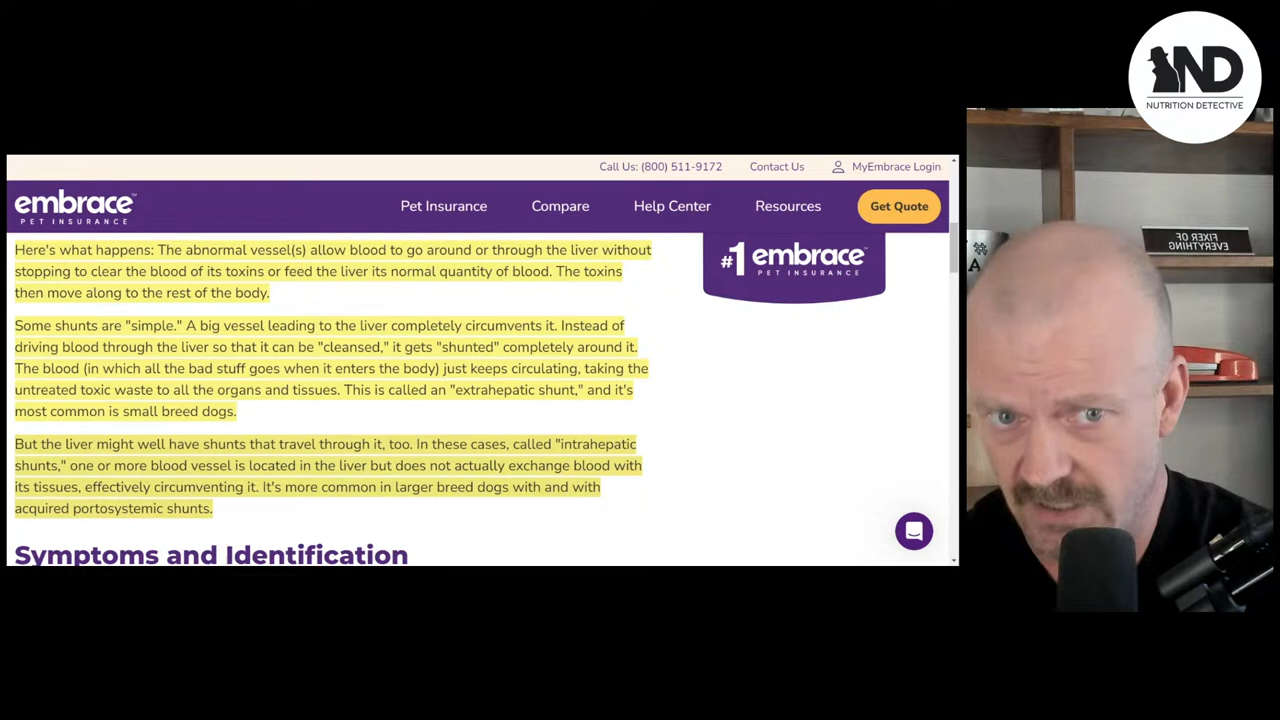 ND
NUTRITION DETECTIVE
Call Us: (800) 511-9172 Contact Us MyEmbrace Login
embrace™
PET INSURANCE
Pet Insurance Compare Help Center Resources Get Quote
Here's what happens: The abnormal vessel(s) allow blood to go around or through the liver without
stopping to clear the blood of its toxins or feed the liver its normal quantity of blood. The toxins
then move along to the rest of the body.
#1 embrace™
PET INSURANCE
Some shunts are "simple." A big vessel leading to the liver completely circumvents it. Instead of
driving blood through the liver so that it can be "cleansed," it gets "shunted" completely around it.
The blood (in which all the bad stuff goes when it enters the body) just keeps circulating, taking the
untreated toxic waste to all the organs and tissues. This is called an "extrahepatic shunt," and it's
most common is small breed dogs.
But the liver might well have shunts that travel through it, too. In these cases, called "intrahepatic
shunts," one or more blood vessel is located in the liver but does not actually exchange blood with
its tissues, effectively circumventing it. It's more common in larger breed dogs with and with
acquired portosystemic shunts.
Symptoms and Identification
FIXER OF
EVERYTHING
A